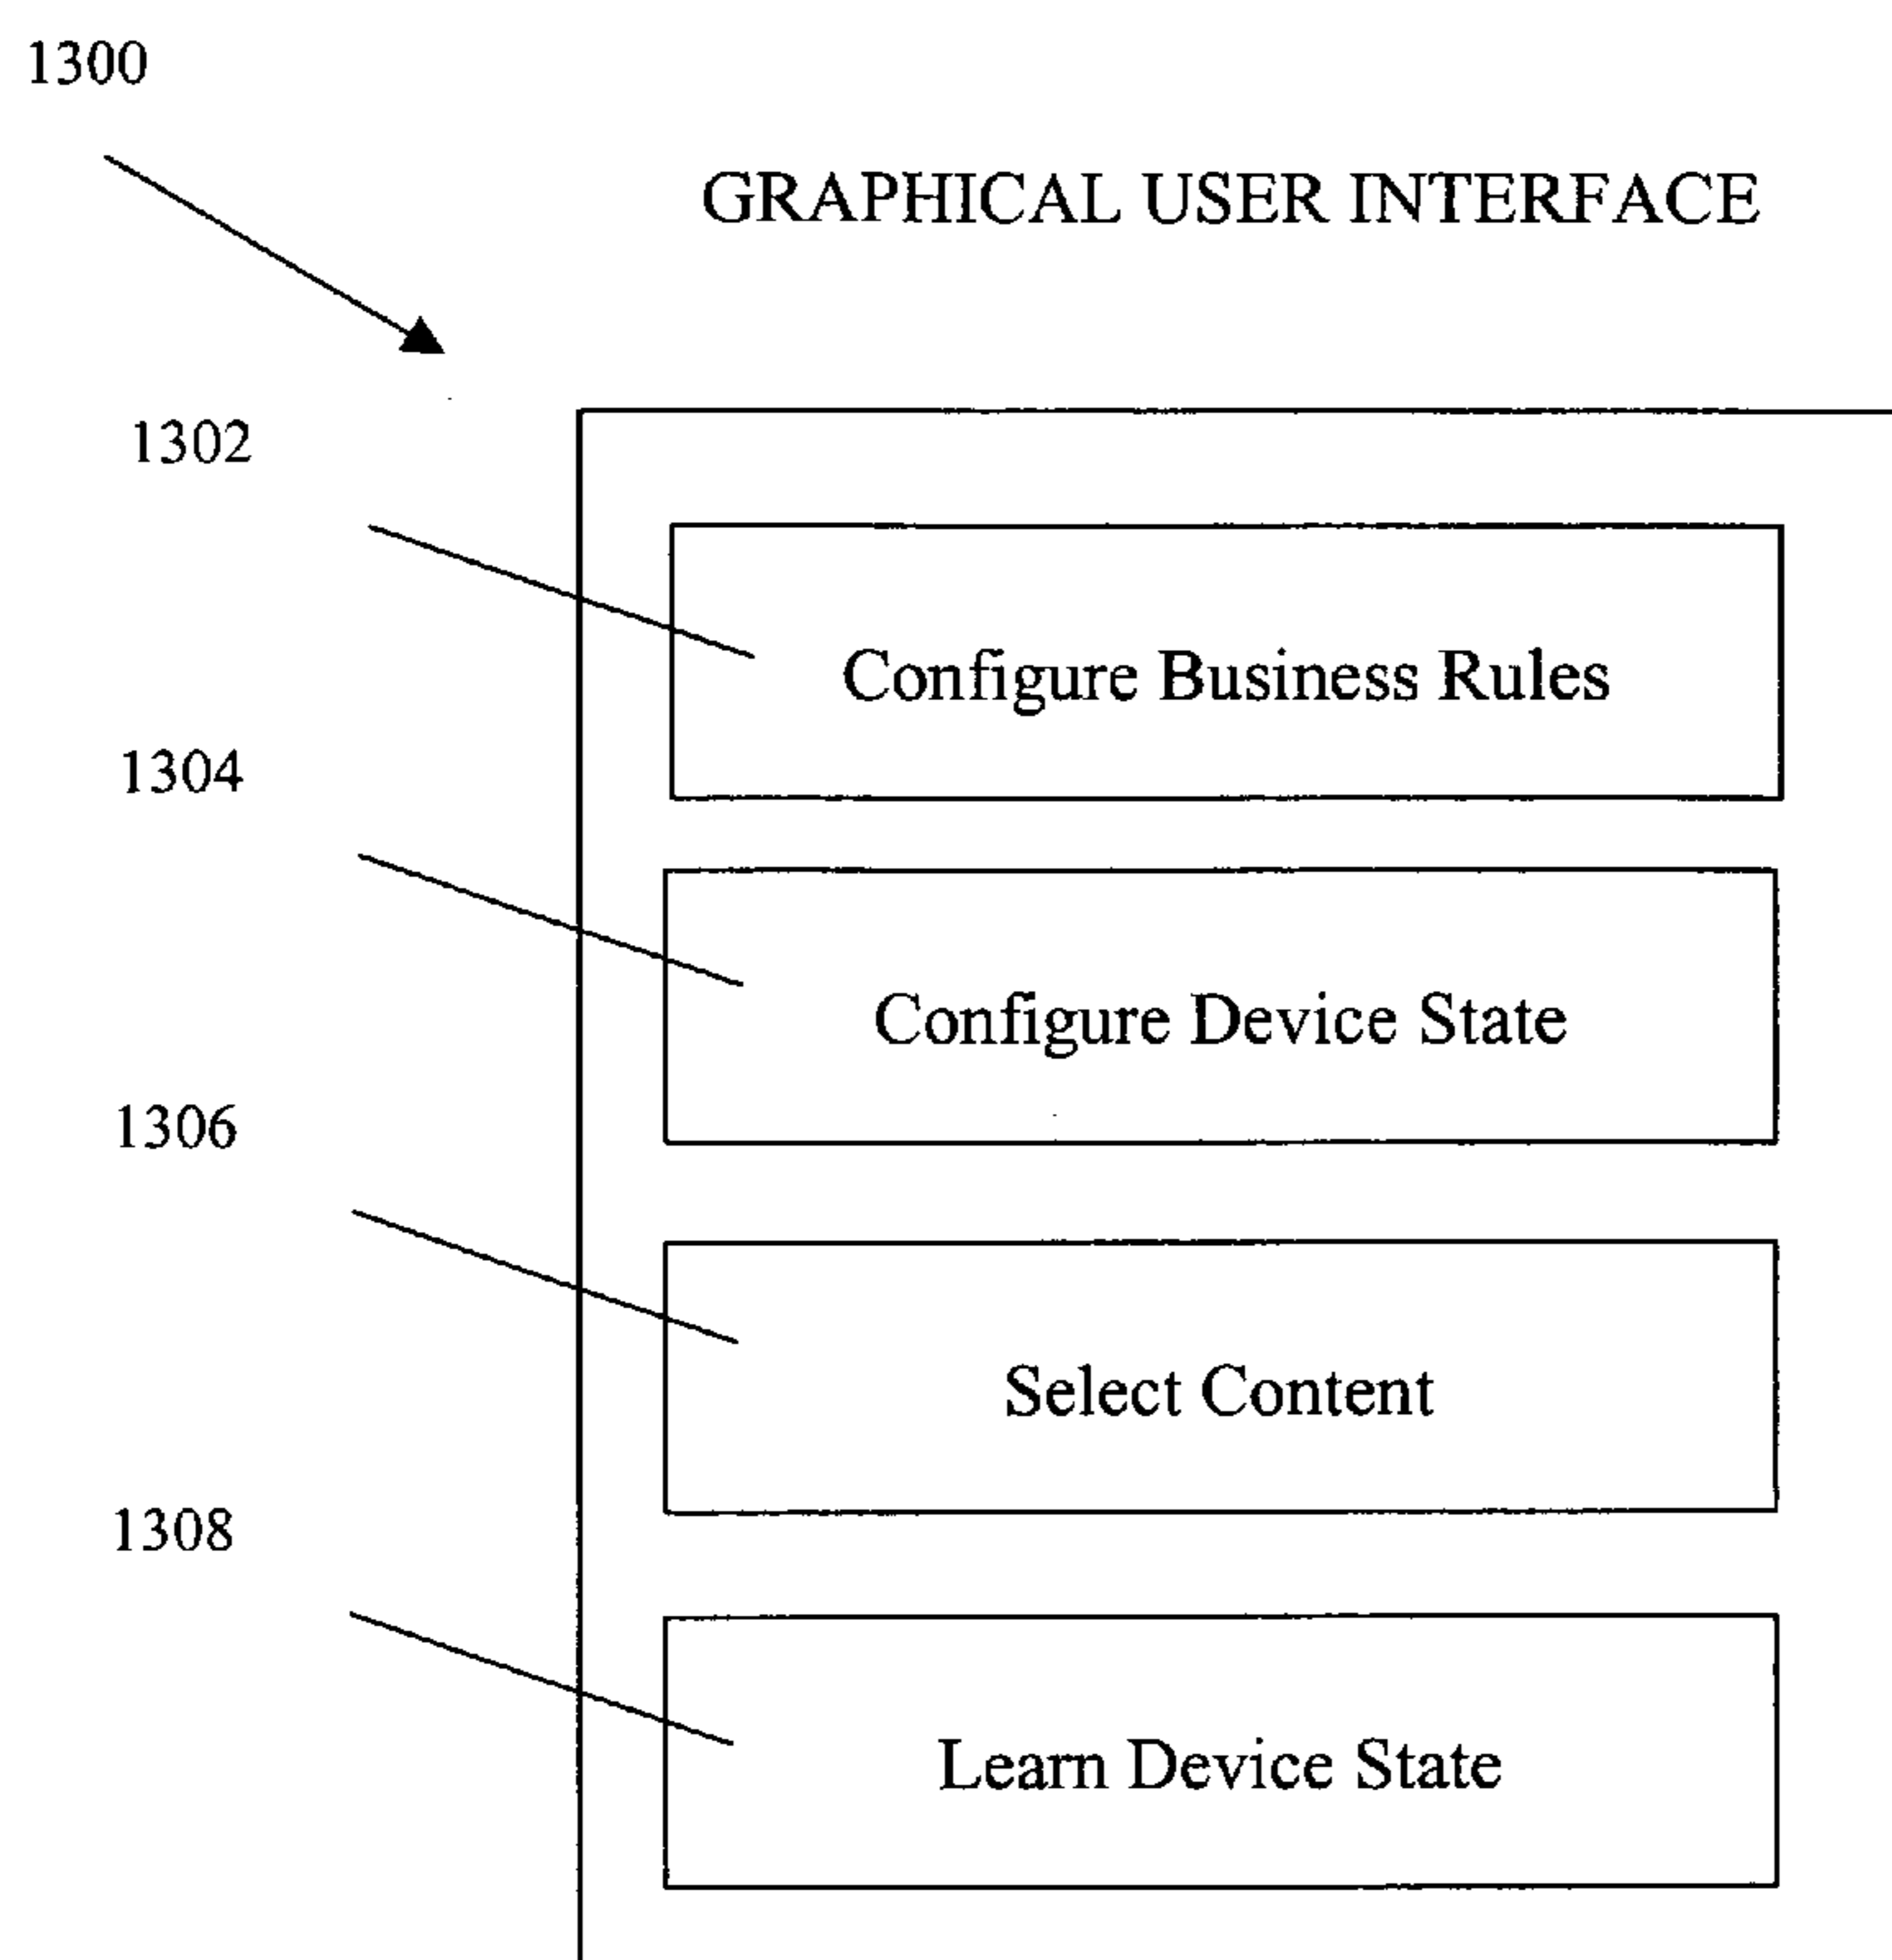 1300
GRAPHICAL USER INTERFACE
1302
Configure Business Rules
1304
Configure Device State
1306
Select Content
1308
Learn Device State